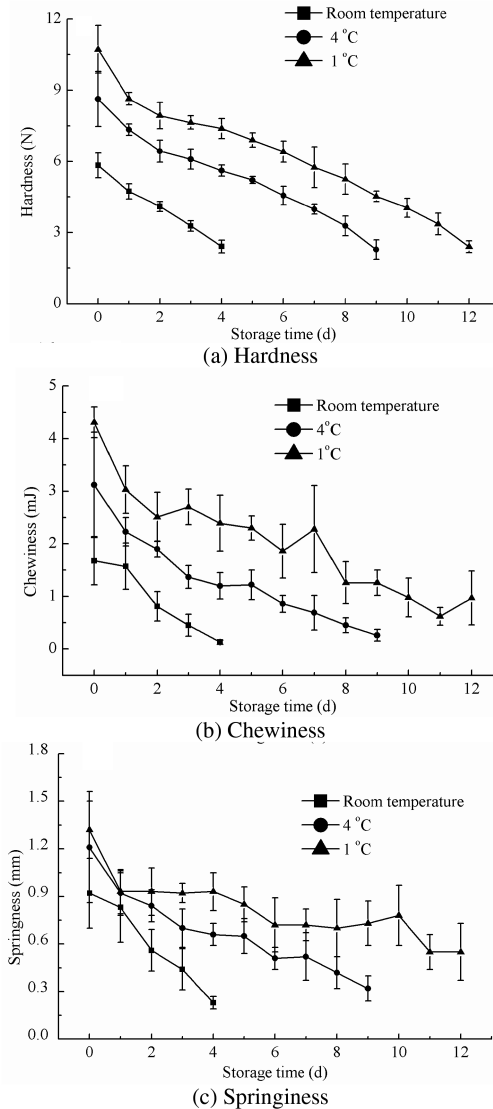 12
9
6
3
0
Hardness (N)
Room temperature
4 °C
1 °C
0 2 4 6 8 10 12
Storage time (d)
(a) Hardness
5
4
3
2
1
0
Chewiness (mJ)
Room temperature
4°C
1°C
0 2 4 6 8 10 12
Storage time (d)
(b) Chewiness
1.8
1.5
1.2
0.9
0.6
0.3
0.0
Springness (mm)
Room temperature
4 °C
1 °C
0 2 4 6 8 10 12
Storage time (d)
(c) Springiness